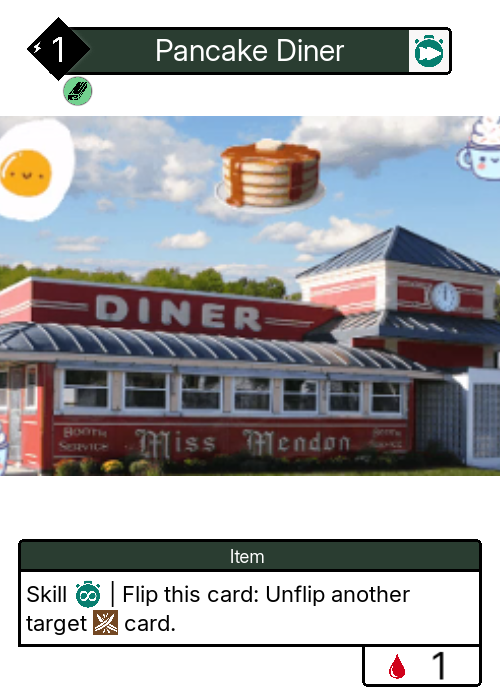 1
Pancake Diner
DINER
BOOTH
SERVICE
Miss Mendon
BOOTH
SERVICE
Item
Skill | Flip this card: Unflip another
target card.
1